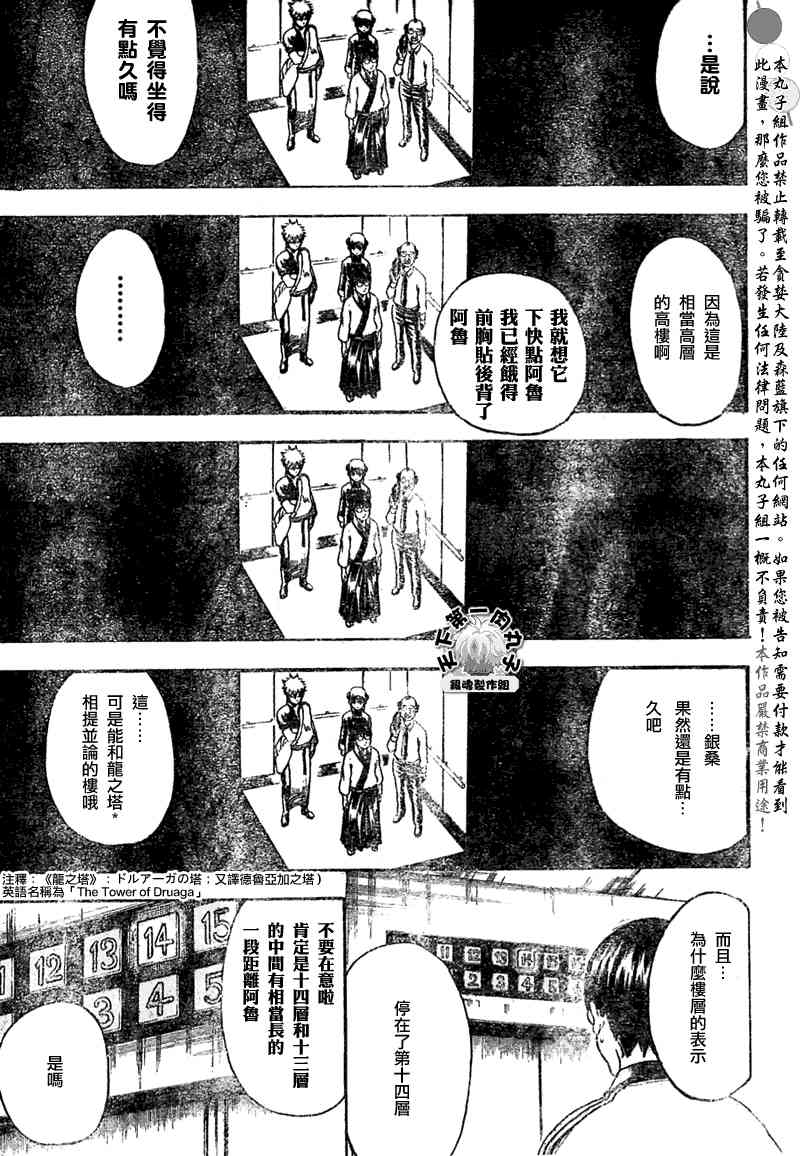 …是說
不覺得坐得
有點久嗎
因為這是
相當高層
的高樓啊
我就想它
下快點阿魯
我已經餓得
前胸貼後背了
阿魯
………
……銀桑
果然還是有點…
久吧
這……
可是能和龍之塔*
相提並論的樓哦
注釋：《龍之塔》：ドルアーガの塔；又譯德魯亞加之塔）
英語名稱為「The Tower of Druaga」
而且…
為什麼樓層的表示
停在了第十四層
不要在意啦
肯定是十四層和十三層
的中間有相當長的
一段距離阿魯
是嗎
11 12 13 14 15
3 4 5
天下第一肉丸子
銀魂製作組
本丸子組作品禁止轉載至貪婪大陸及森藍旗下的任何網站。如果您被告知需要付款才能看到
此漫畫，那麼您被騙了。若發生任何法律問題，本丸子組一概不負責！本作品嚴禁商業用途！